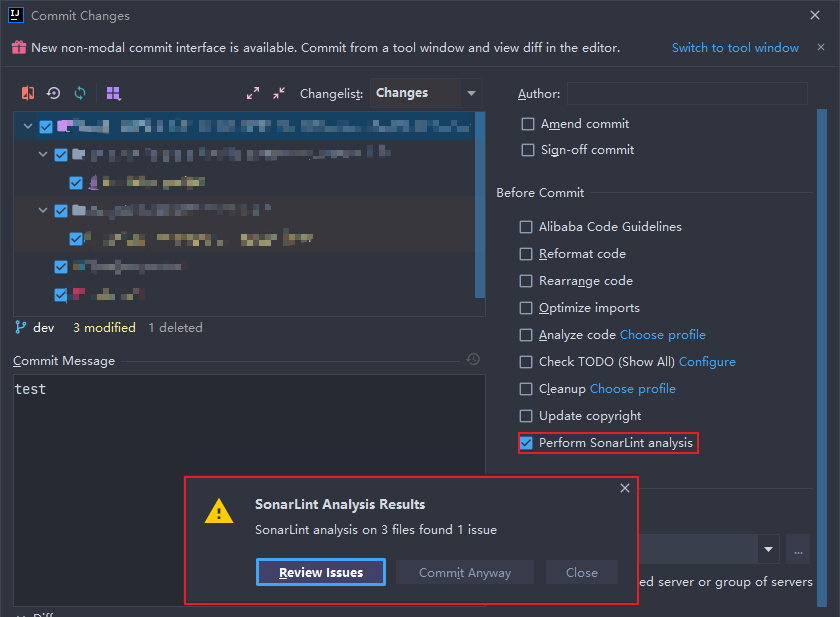 IJ
Commit Changes
New non-modal commit interface is available. Commit from a tool window and view diff in the editor.
Switch to tool window
Changelist:
Changes
Author:
Amend commit
Sign-off commit
Before Commit
Alibaba Code Guidelines
Reformat code
Rearrange code
Optimize imports
Analyze code Choose profile
Check TODO (Show All) Configure
Cleanup Choose profile
Update copyright
Perform SonarLint analysis
dev
3 modified
1 deleted
Commit Message
test
SonarLint Analysis Results
SonarLint analysis on 3 files found 1 issue
Review Issues
Commit Anyway
Close
...
ed server or group of servers
Diff